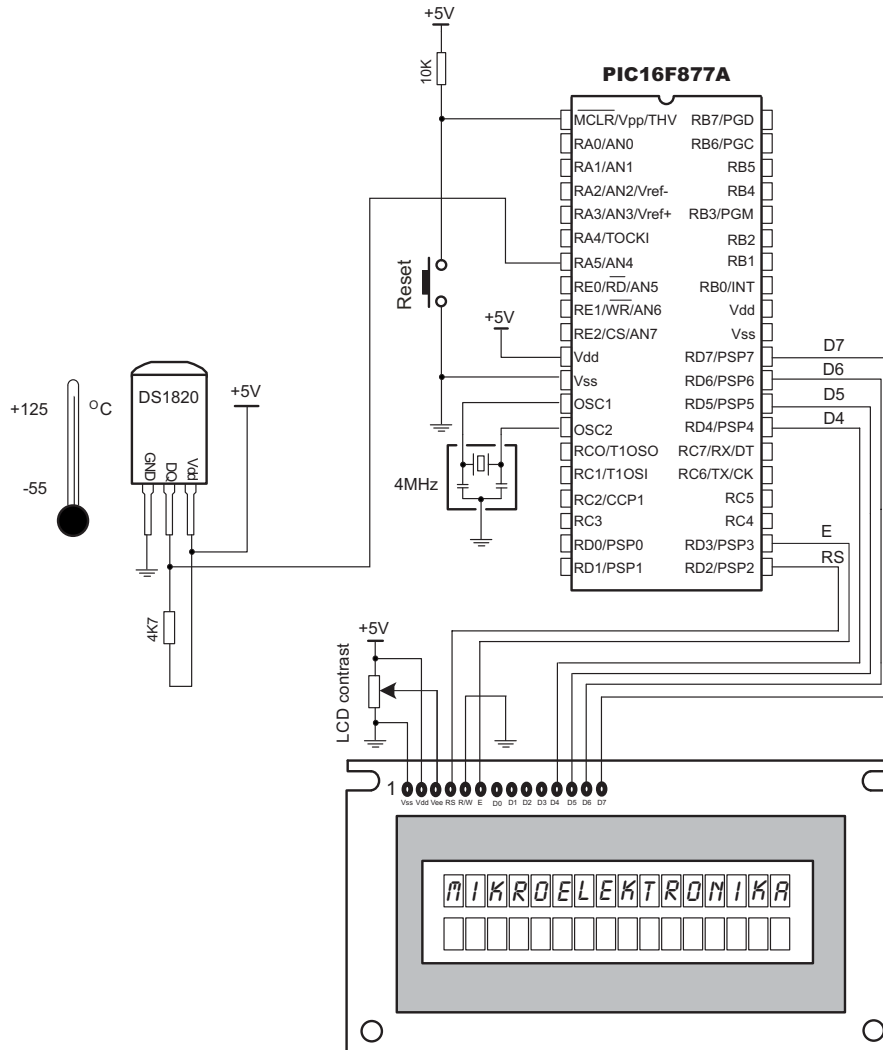 +5V
10K
PIC16F877A
MCLR/Vpp/THV RB7/PGD
RA0/AN0 RB6/PGC
RA1/AN1 RB5
RA2/AN2/Vref- RB4
RA3/AN3/Vref+ RB3/PGM
RA4/TOCKI RB2
RA5/AN4 RB1
RE0/RD/AN5 RB0/INT
RE1/WR/AN6 Vdd
RE2/CS/AN7 Vss
Vdd RD7/PSP7 D7
Vss RD6/PSP6 D6
OSC1 RD5/PSP5 D5
OSC2 RD4/PSP4 D4
RCO/T1OSO RC7/RX/DT
RC1/T1OSI RC6/TX/CK
RC2/CCP1 RC5
RC3 RC4
RD0/PSP0 RD3/PSP3 E
RD1/PSP1 RD2/PSP2 RS
Reset
+5V
4MHz
DS1820
+5V
+125 °C
-55
GND DQ Vdd
4K7
+5V
LCD contrast
1
Vss Vdd Vee RS R/W E D0 D1 D2 D3 D4 D5 D6 D7
MIKROELEKTRONIKA